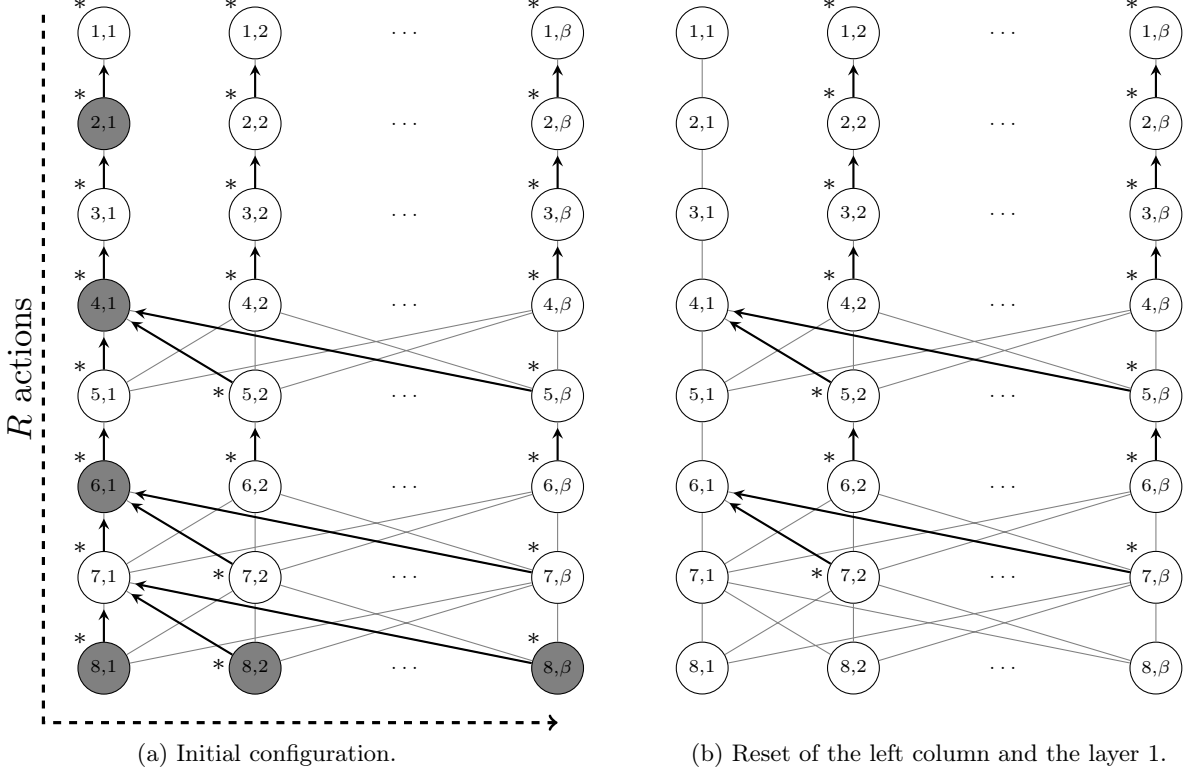 * * * * *
1,1 1,2 · · · 1,β 1,1 1,2 · · · 1,β
* * * * *
2,1 2,2 · · · 2,β 2,1 2,2 · · · 2,β
* * * * *
3,1 3,2 · · · 3,β 3,1 3,2 · · · 3,β
* * * * *
4,1 4,2 · · · 4,β 4,1 4,2 · · · 4,β
* * *
5,1 * 5,2 · · · 5,β 5,1 * 5,2 · · · 5,β
* * * * *
6,1 6,2 · · · 6,β 6,1 6,2 · · · 6,β
* * *
7,1 * 7,2 · · · 7,β 7,1 * 7,2 · · · 7,β
* *
8,1 * 8,2 · · · 8,β 8,1 8,2 · · · 8,β
R actions
(a) Initial configuration. (b) Reset of the left column and the layer 1.